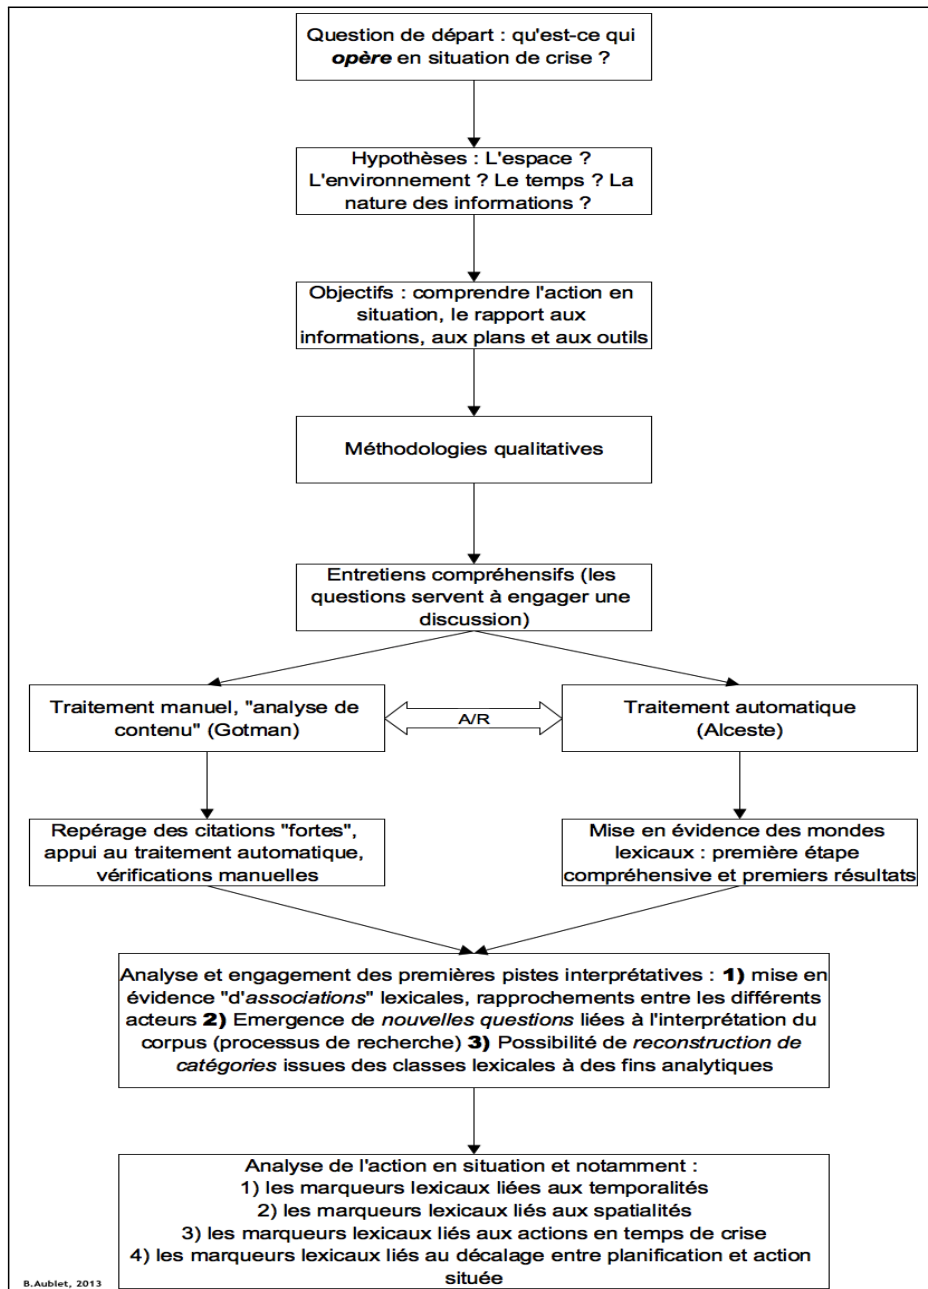 Question de départ : qu'est-ce qui
opère en situation de crise ?
Hypothèses : L'espace ?
L'environnement ? Le temps ? La
nature des informations ?
Objectifs : comprendre l'action en
situation, le rapport aux
informations, aux plans et aux outils
Méthodologies qualitatives
Entretiens compréhensifs (les
questions servent à engager une
discussion)
Traitement manuel, "analyse de
contenu" (Gotman)
A/R
Traitement automatique
(Alceste)
Repérage des citations "fortes",
appui au traitement automatique,
vérifications manuelles
Mise en évidence des mondes
lexicaux : première étape
compréhensive et premiers résultats
Analyse et engagement des premières pistes interprétatives : 1) mise en
évidence "d'associations" lexicales, rapprochements entre les différents
acteurs 2) Emergence de nouvelles questions liées à l'interprétation du
corpus (processus de recherche) 3) Possibilité de reconstruction de
catégories issues des classes lexicales à des fins analytiques
Analyse de l'action en situation et notamment :
1) les marqueurs lexicaux liées aux temporalités
2) les marqueurs lexicaux liés aux spatialités
3) les marqueurs lexicaux liés aux actions en temps de crise
4) les marqueurs lexicaux liés au décalage entre planification et action
située
B.Aublet, 2013